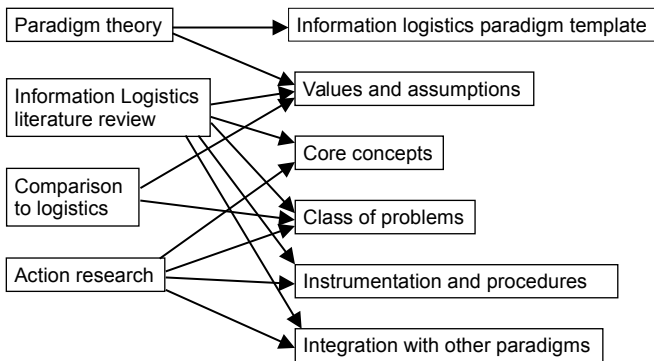 Paradigm theory
Information Logistics
literature review
Comparison
to logistics
Action research
Information logistics paradigm template
Values and assumptions
Core concepts
Class of problems
Instrumentation and procedures
Integration with other paradigms